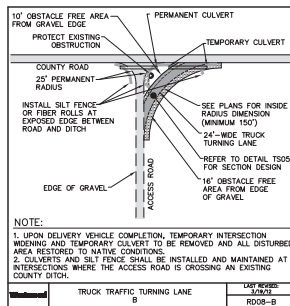 10' OBSTACLE FREE AREA
FROM GRAVEL EDGE
PERMANENT CULVERT
PROTECT EXISTING
OBSTRUCTION
TEMPORARY CULVERT
COUNTY ROAD
25' PERMANENT
RADIUS
INSTALL SILT FENCE
OR FIBER ROLLS AT
EXPOSED EDGE BETWEEN
ROAD AND DITCH
SEE PLANS FOR INSIDE
RADIUS DIMENSION
(MINIMUM 150')
24'-WIDE TRUCK
TURNING LANE
REFER TO DETAIL TS05
FOR SECTION DESIGN
16' OBSTACLE FREE
AREA FROM EDGE
OF GRAVEL
EDGE OF GRAVEL
ACCESS ROAD
NOTE:
1. UPON DELIVERY VEHICLE COMPLETION, TEMPORARY INTERSECTION
WIDENING AND TEMPORARY CULVERT TO BE REMOVED AND ALL DISTURBED
AREA RESTORED TO NATIVE CONDITIONS.
2. CULVERTS AND SILT FENCE SHALL BE INSTALLED AND MAINTAINED AT
INTERSECTIONS WHERE THE ACCESS ROAD IS CROSSING AN EXISTING
COUNTY DITCH.
Westwood
TRUCK TRAFFIC TURNING LANE
B
LAST REVISED:
3/19/12
RD08-B